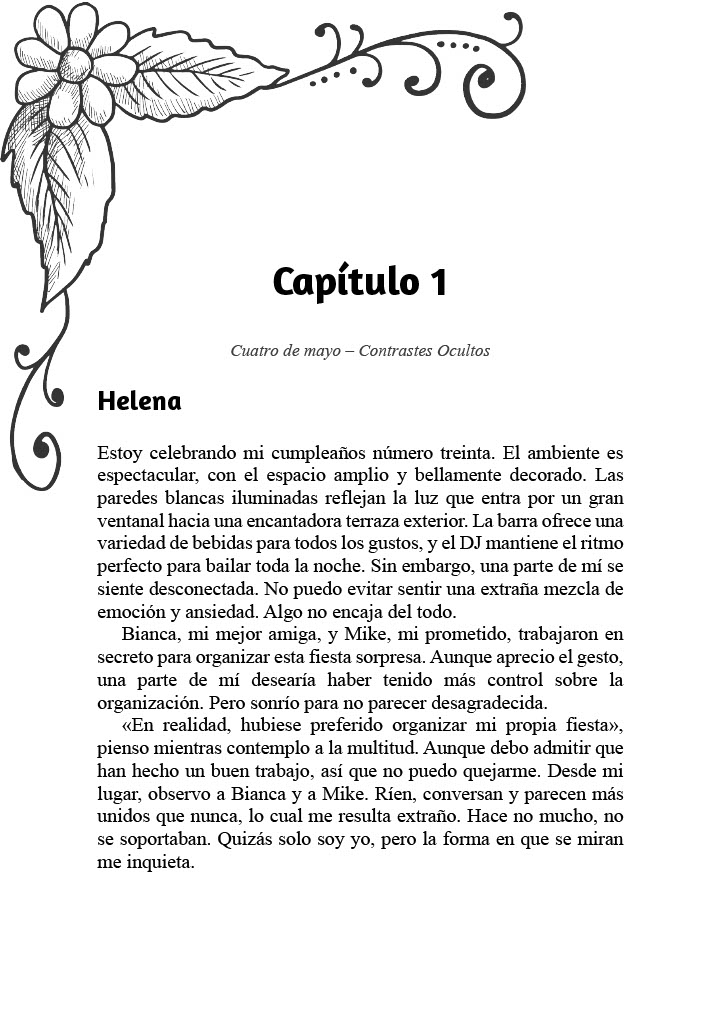 Capítulo 1
Cuatro de mayo – Contrastes Ocultos
Helena
Estoy celebrando mi cumpleaños número treinta. El ambiente es
espectacular, con el espacio amplio y bellamente decorado. Las
paredes blancas iluminadas reflejan la luz que entra por un gran
ventanal hacia una encantadora terraza exterior. La barra ofrece una
variedad de bebidas para todos los gustos, y el DJ mantiene el ritmo
perfecto para bailar toda la noche. Sin embargo, una parte de mí se
siente desconectada. No puedo evitar sentir una extraña mezcla de
emoción y ansiedad. Algo no encaja del todo.
Bianca, mi mejor amiga, y Mike, mi prometido, trabajaron en
secreto para organizar esta fiesta sorpresa. Aunque aprecio el gesto,
una parte de mí desearía haber tenido más control sobre la
organización. Pero sonrío para no parecer desagradecida.
«En realidad, hubiese preferido organizar mi propia fiesta»,
pienso mientras contemplo a la multitud. Aunque debo admitir que
han hecho un buen trabajo, así que no puedo quejarme. Desde mi
lugar, observo a Bianca y a Mike. Ríen, conversan y parecen más
unidos que nunca, lo cual me resulta extraño. Hace no mucho, no
se soportaban. Quizás solo soy yo, pero la forma en que se miran
me inquieta.